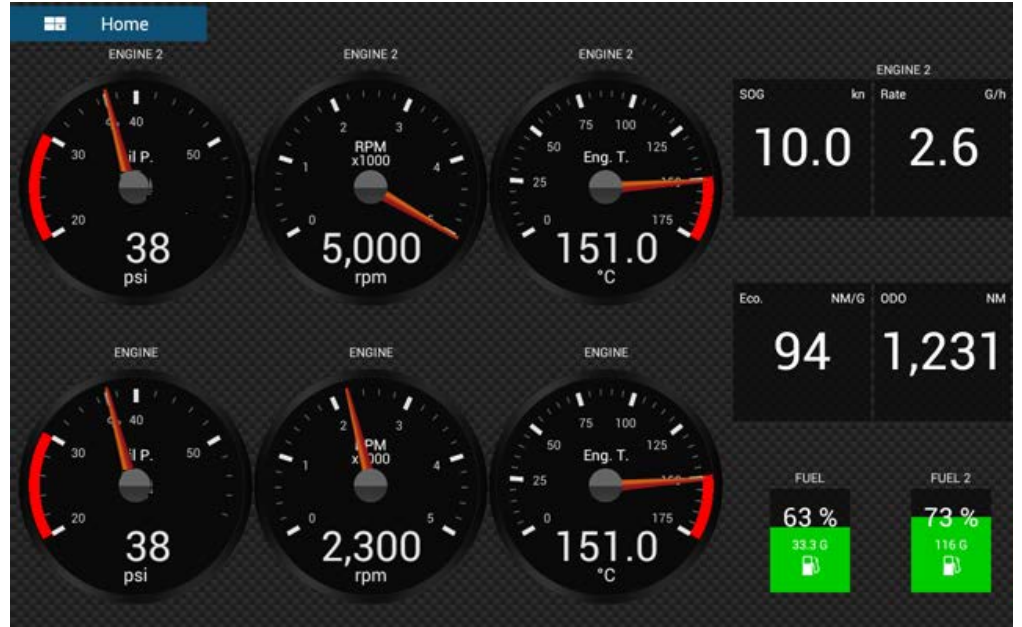 Home
ENGINE 2
40
30
50
il P.
20
38
psi
ENGINE 2
2
3
RPM
x1000
1
4
0
5,000
rpm
ENGINE 2
75
100
50
Eng. T.
125
25
0
175
151.0
°C
ENGINE 2
SOG kn
10.0
Rate G/h
2.6
Eco. NM/G
94
ODO NM
1,231
ENGINE
40
30
50
il P.
20
38
psi
ENGINE
2
3
1
4
0
5
2,300
rpm
ENGINE
75
100
50
Eng. T.
125
25
0
175
151.0
°C
FUEL
63 %
33.3 G
FUEL 2
73 %
116 G